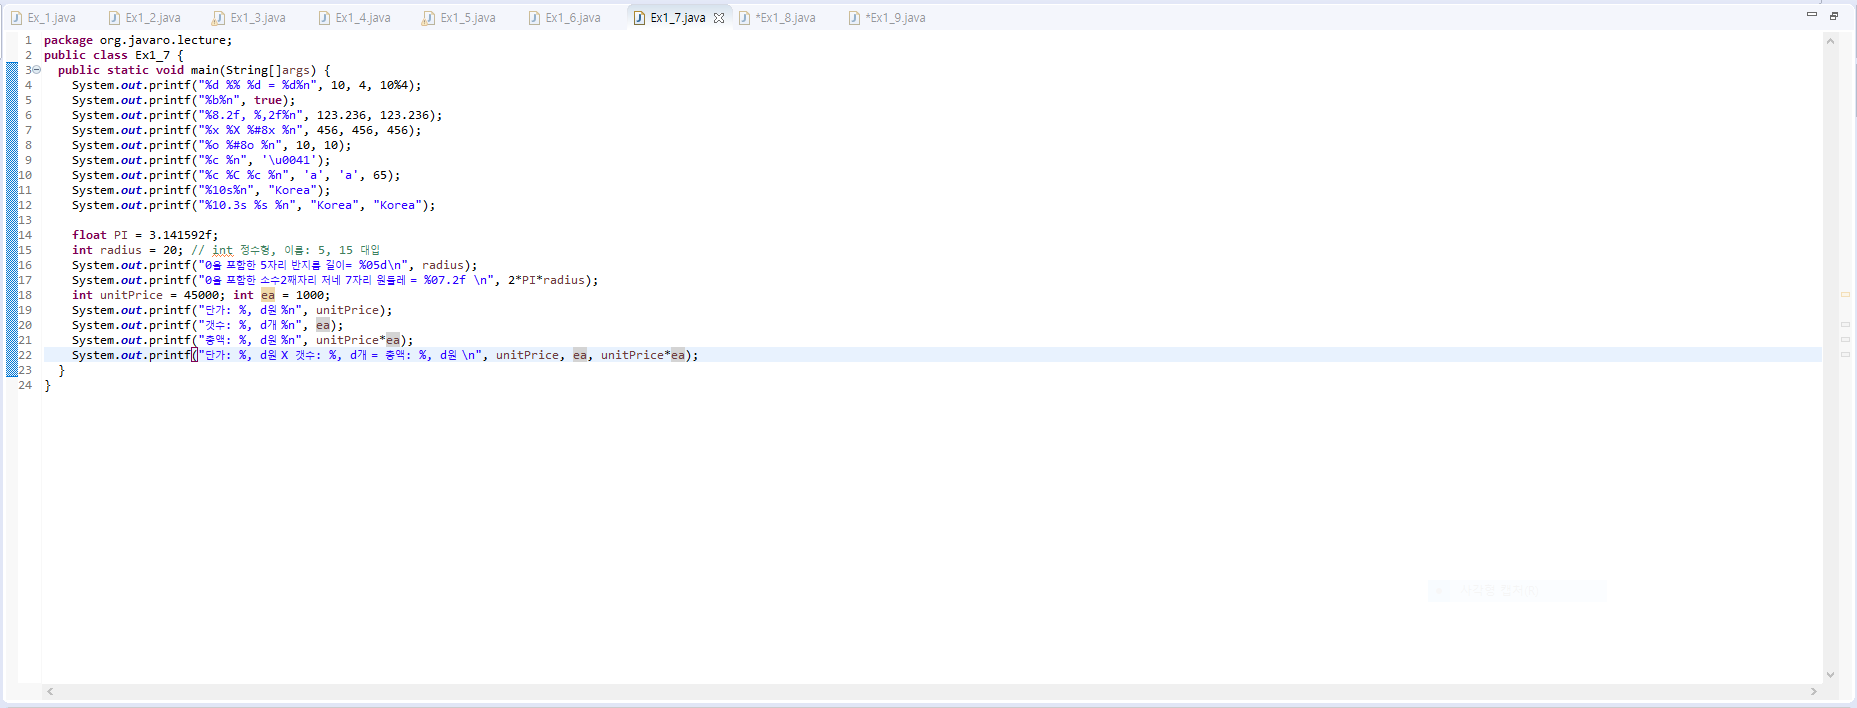 Ex_1.java Ex1_2.java Ex1_3.java Ex1_4.java Ex1_5.java Ex1_6.java Ex1_7.java *Ex1_8.java *Ex1_9.java
1 package org.javaro.lecture;
2 public class Ex1_7 {
3 public static void main(String[]args) {
4 System.out.printf("%d %% %d = %d%n", 10, 4, 10%4);
5 System.out.printf("%b%n", true);
6 System.out.printf("%8.2f, %,2f%n", 123.236, 123.236);
7 System.out.printf("%x %X %#8x %n", 456, 456, 456);
8 System.out.printf("%o %#8o %n", 10, 10);
9 System.out.printf("%c %n", '\u0041');
10 System.out.printf("%c %C %c %n", 'a', 'a', 65);
11 System.out.printf("%10s%n", "Korea");
12 System.out.printf("%10.3s %s %n", "Korea", "Korea");
13
14 float PI = 3.141592f;
15 int radius = 20; // int 정수형, 이름: 5, 15 대입
16 System.out.printf("0을 포함한 5자리 반지름 길이= %05d\n", radius);
17 System.out.printf("0을 포함한 소수2째자리 저네 7자리 원둘레 = %07.2f \n", 2*PI*radius);
18 int unitPrice = 45000; int ea = 1000;
19 System.out.printf("단가: %, d원 %n", unitPrice);
20 System.out.printf("갯수: %, d개 %n", ea);
21 System.out.printf("총액: %, d원 %n", unitPrice*ea);
22 System.out.printf("단가: %, d원 X 갯수: %, d개 = 총액: %, d원 \n", unitPrice, ea, unitPrice*ea);
23 }
24 }